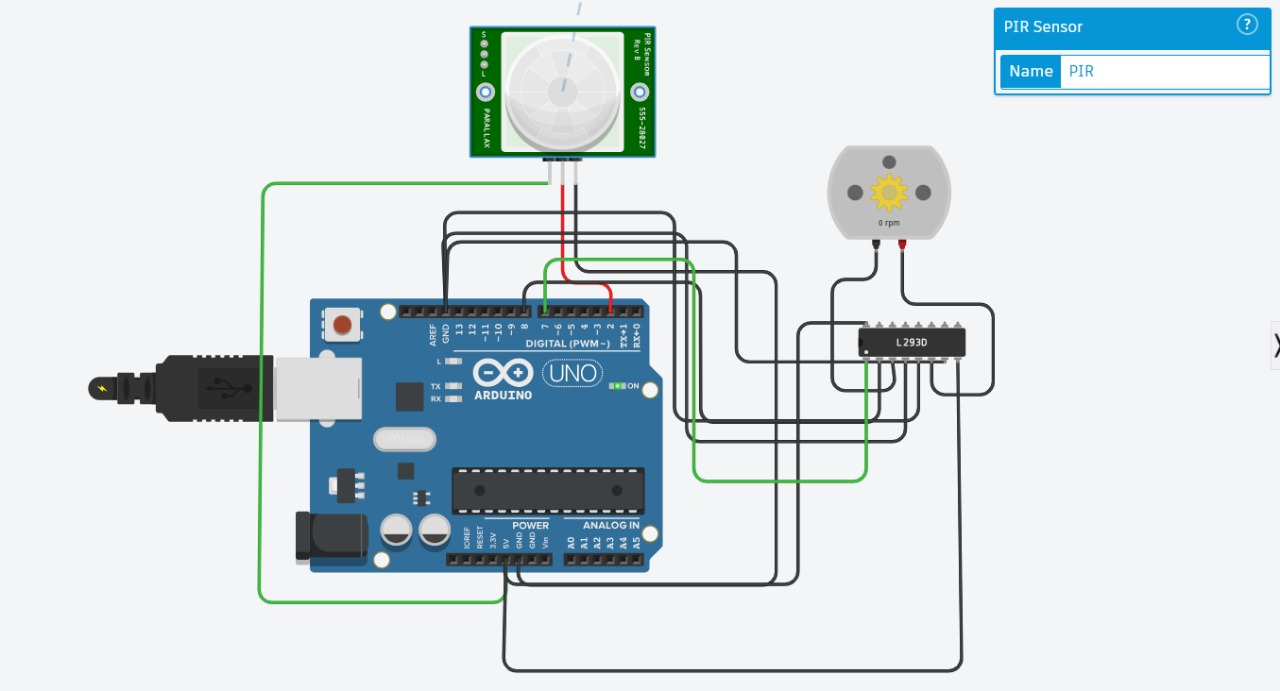 PIR Sensor
?
Name
PIR
S
L
PIR SENSOR
REV B
PARALLAX
555-28027
0 rpm
L293D
AREF
GND
13
12
~11
~10
~9
8
7
~6
~5
4
~3
2
TX→1
RX←0
DIGITAL (PWM~)
L
TX
RX
UNO
ON
ARDUINO
POWER
ANALOG IN
IOREF
RESET
3.3V
5V
GND
GND
Vin
A0
A1
A2
A3
A4
A5